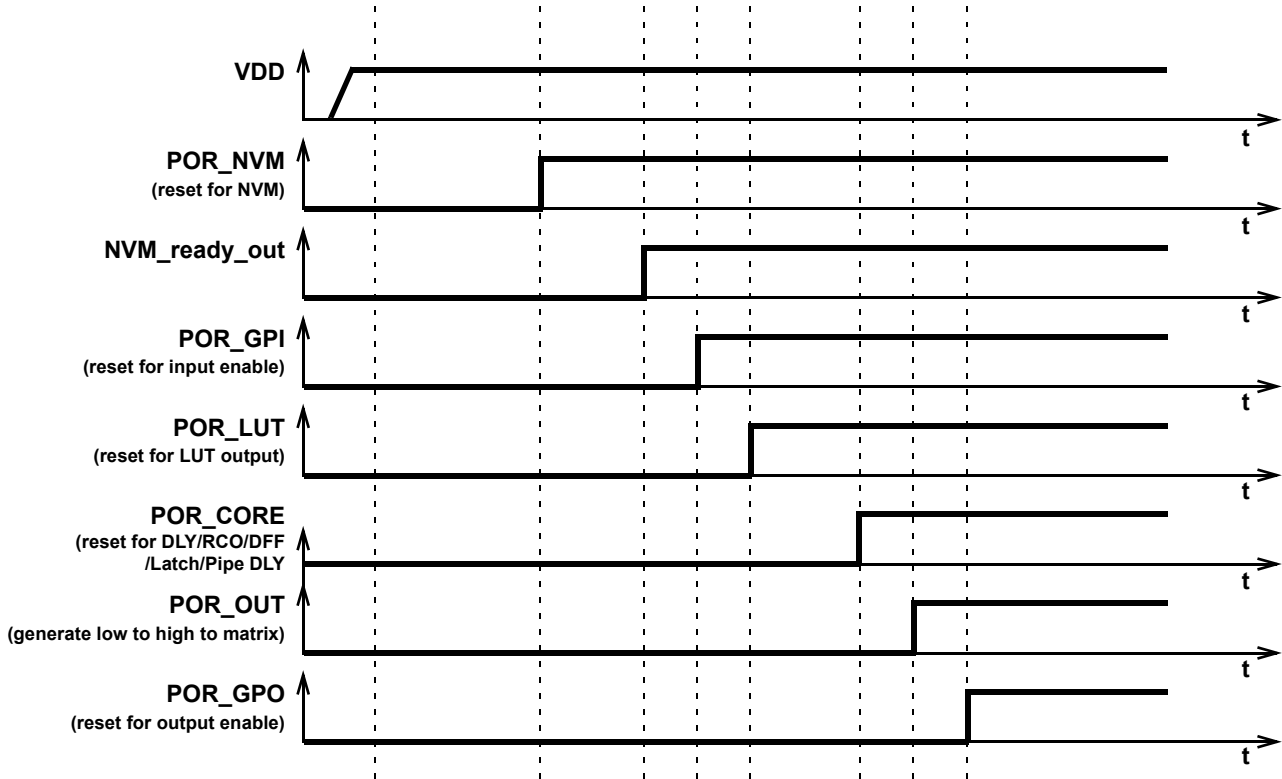 VDD
t
POR_NVM
(reset for NVM)
t
NVM_ready_out
t
POR_GPI
(reset for input enable)
t
POR_LUT
(reset for LUT output)
t
POR_CORE
(reset for DLY/RCO/DFF
/Latch/Pipe DLY
t
POR_OUT
(generate low to high to matrix)
t
POR_GPO
(reset for output enable)
t